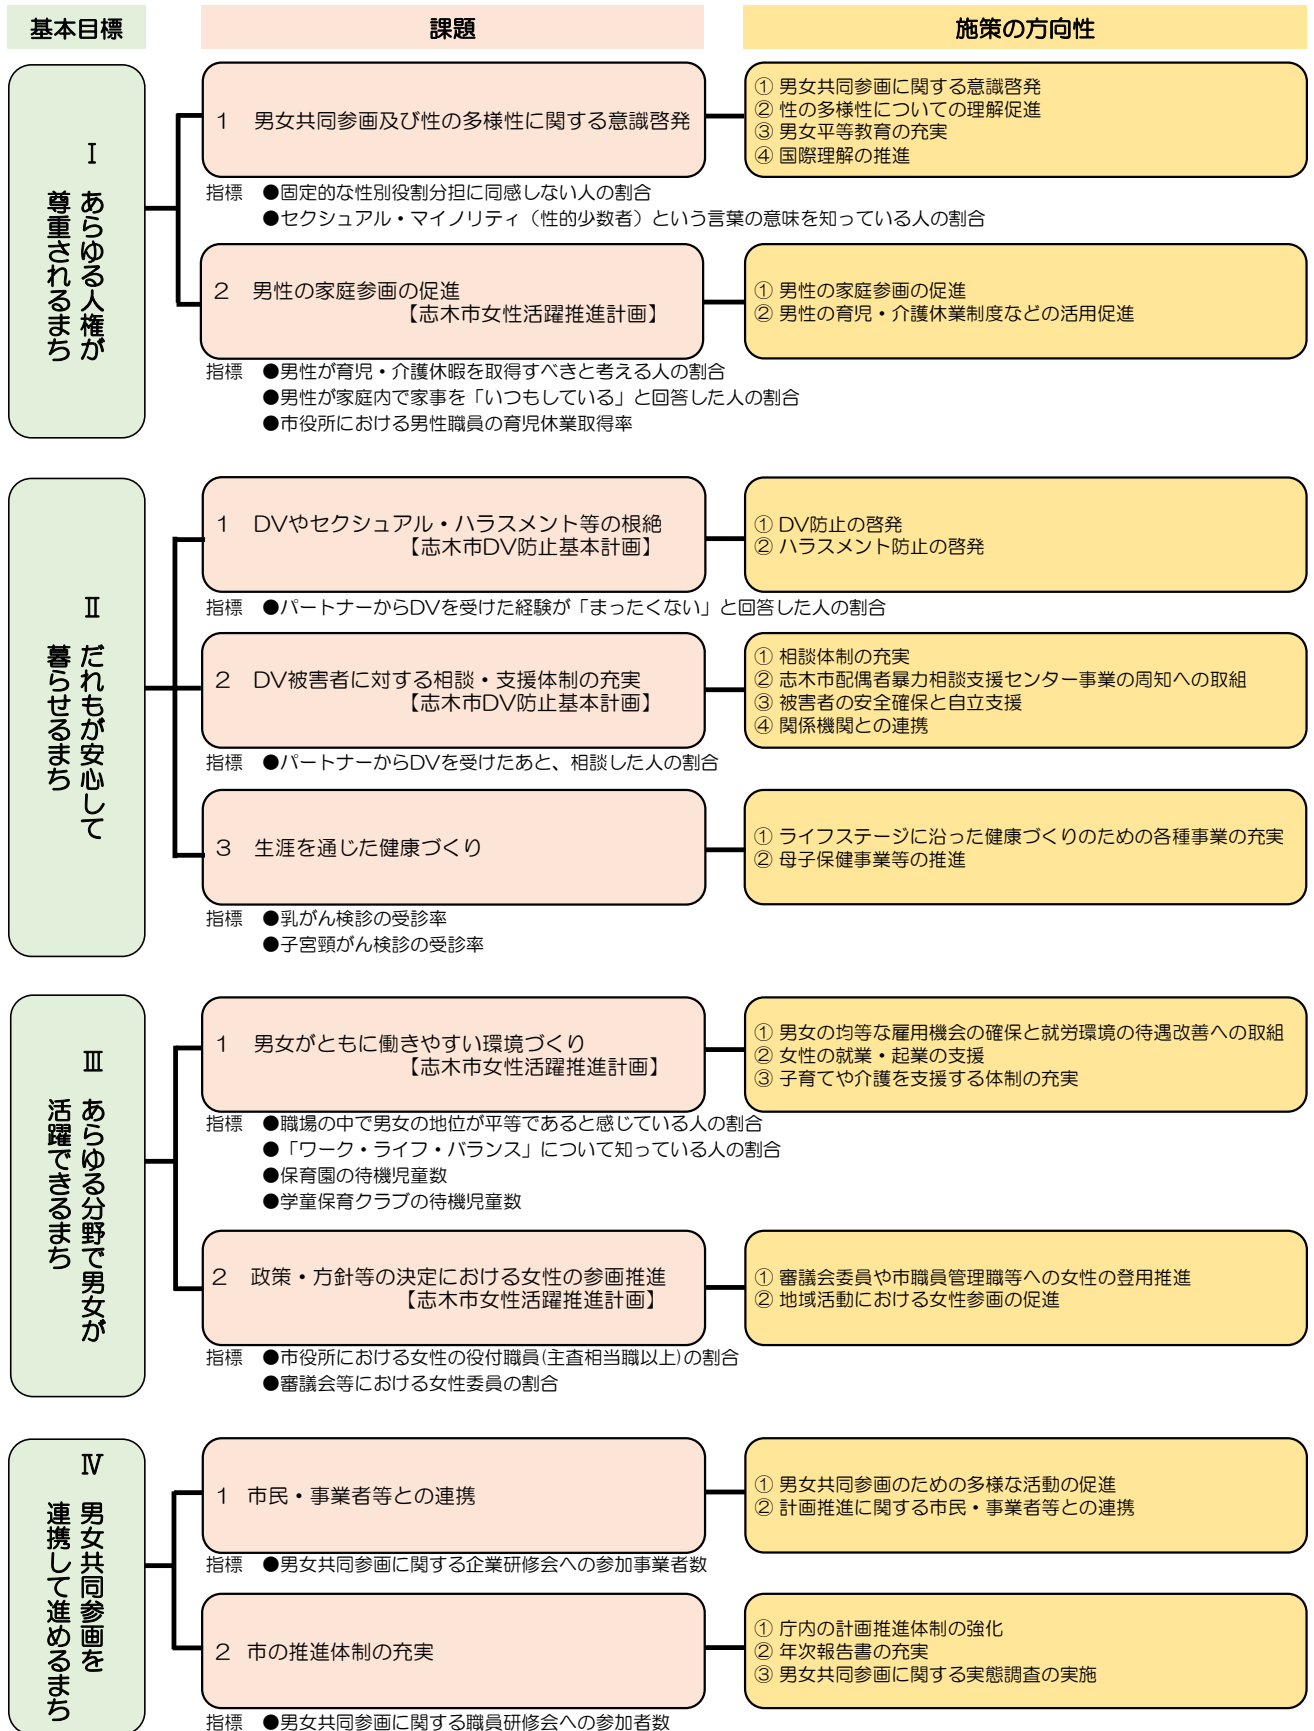 基本目標
課題
施策の方向性
Ⅰ あらゆる人権が
尊重されるまち
1 男女共同参画及び性の多様性に関する意識啓発
① 男女共同参画に関する意識啓発
② 性の多様性についての理解促進
③ 男女平等教育の充実
④ 国際理解の推進
指標 ●固定的な性別役割分担に同感しない人の割合
●セクシュアル・マイノリティ（性的少数者）という言葉の意味を知っている人の割合
2 男性の家庭参画の促進
【志木市女性活躍推進計画】
① 男性の家庭参画の促進
② 男性の育児・介護休業制度などの活用促進
指標 ●男性が育児・介護休暇を取得すべきと考える人の割合
●男性が家庭内で家事を「いつもしている」と回答した人の割合
●市役所における男性職員の育児休業取得率
Ⅱ だれもが安心して
暮らせるまち
1 DVやセクシュアル・ハラスメント等の根絶
【志木市DV防止基本計画】
① DV防止の啓発
② ハラスメント防止の啓発
指標 ●パートナーからDVを受けた経験が「まったくない」と回答した人の割合
2 DV被害者に対する相談・支援体制の充実
【志木市DV防止基本計画】
① 相談体制の充実
② 志木市配偶者暴力相談支援センター事業の周知への取組
③ 被害者の安全確保と自立支援
④ 関係機関との連携
指標 ●パートナーからDVを受けたあと、相談した人の割合
3 生涯を通じた健康づくり
① ライフステージに沿った健康づくりのための各種事業の充実
② 母子保健事業等の推進
指標 ●乳がん検診の受診率
●子宮頸がん検診の受診率
Ⅲ あらゆる分野で男女が
活躍できるまち
1 男女がともに働きやすい環境づくり
【志木市女性活躍推進計画】
① 男女の均等な雇用機会の確保と就労環境の待遇改善への取組
② 女性の就業・起業の支援
③ 子育てや介護を支援する体制の充実
指標 ●職場の中で男女の地位が平等であると感じている人の割合
●「ワーク・ライフ・バランス」について知っている人の割合
●保育園の待機児童数
●学童保育クラブの待機児童数
2 政策・方針等の決定における女性の参画推進
【志木市女性活躍推進計画】
① 審議会委員や市職員管理職等への女性の登用推進
② 地域活動における女性参画の促進
指標 ●市役所における女性の役付職員(主査相当職以上)の割合
●審議会等における女性委員の割合
Ⅳ 男女共同参画を
連携して進めるまち
1 市民・事業者等との連携
① 男女共同参画のための多様な活動の促進
② 計画推進に関する市民・事業者等との連携
指標 ●男女共同参画に関する企業研修会への参加事業者数
2 市の推進体制の充実
① 庁内の計画推進体制の強化
② 年次報告書の充実
③ 男女共同参画に関する実態調査の実施
指標 ●男女共同参画に関する職員研修会への参加者数